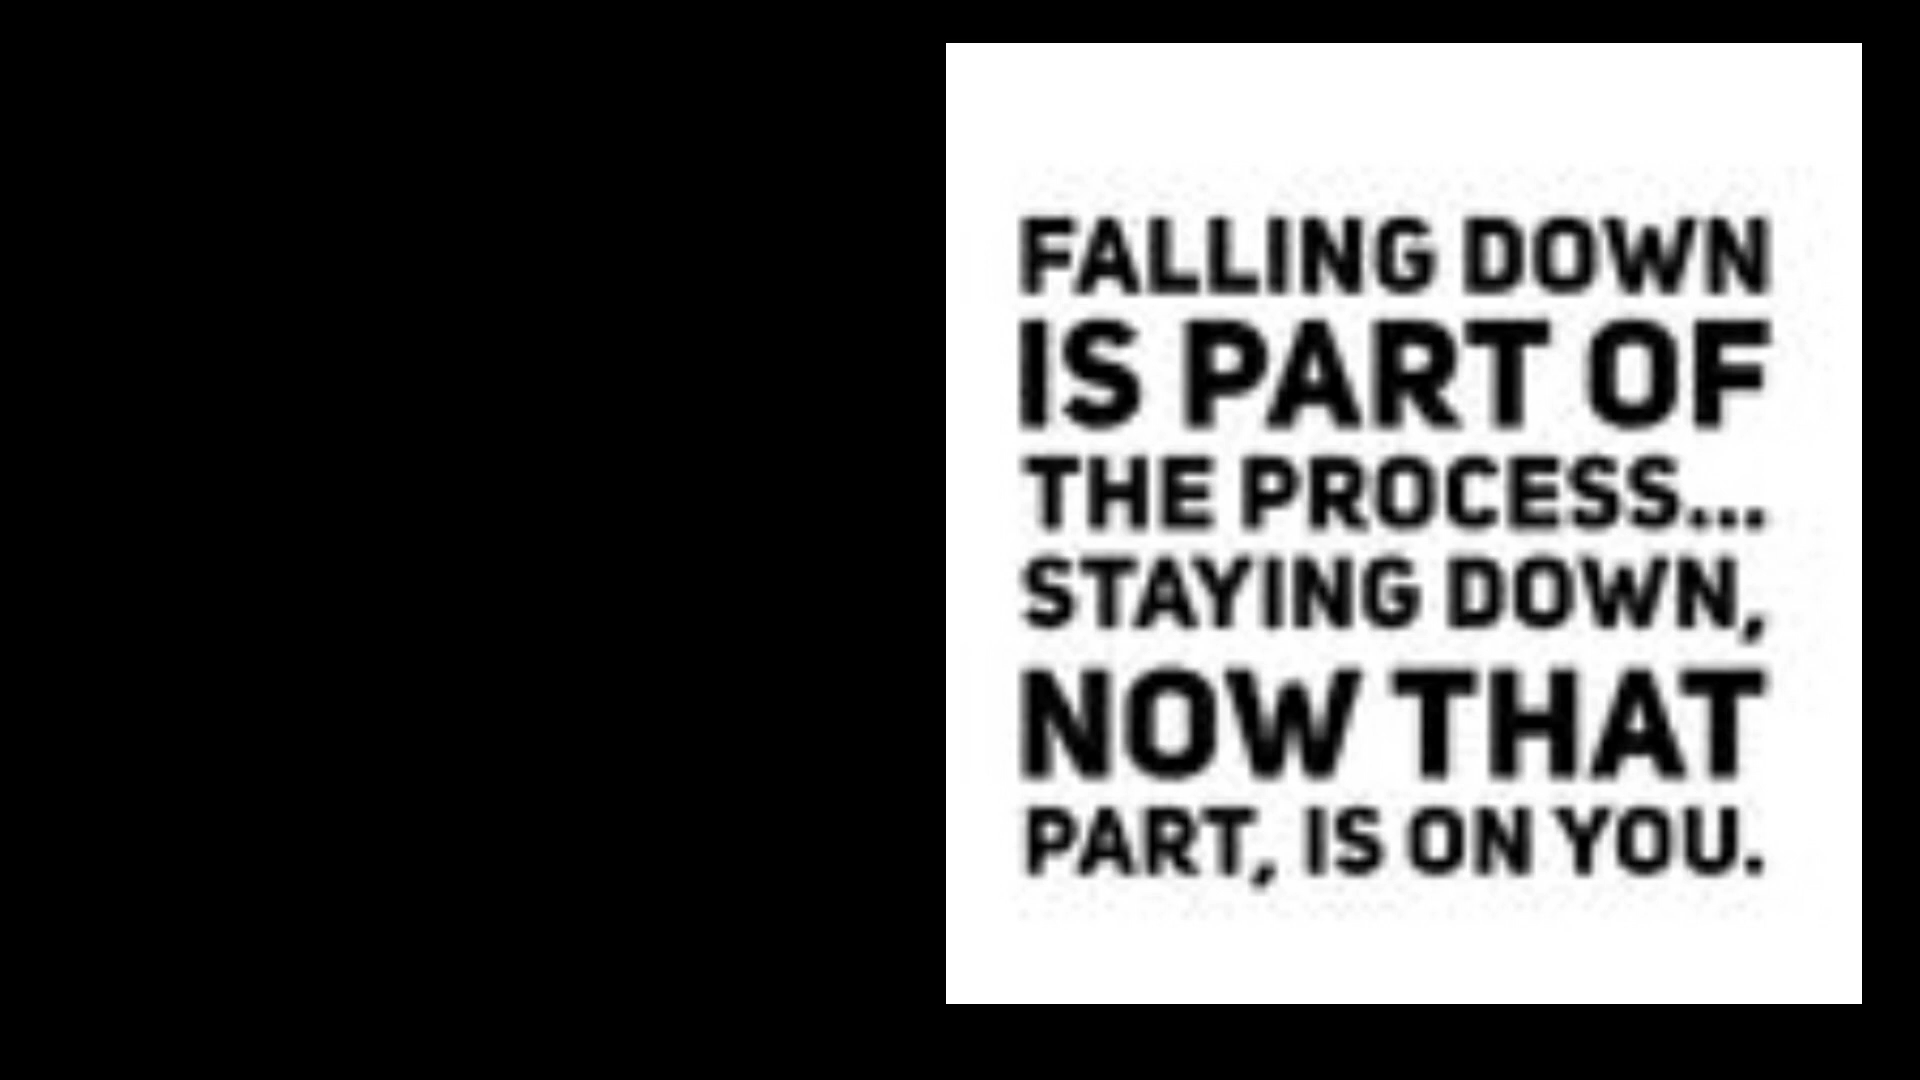 FALLING DOWN
IS PART OF
THE PROCESS...
STAYING DOWN,
NOW THAT
PART, IS ON YOU.